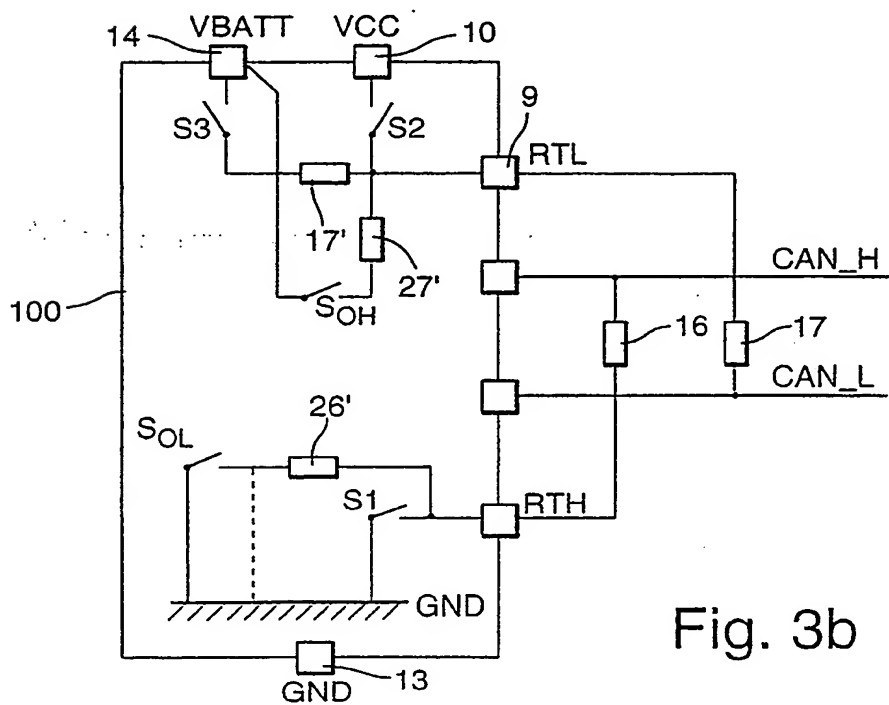 14 VBATT VCC 10
S3 S2 9
RTL
17' 27'
SOH
CAN_H
100
16 17
CAN_L
26'
SOL
S1
RTH
GND
13
GND
Fig. 3b